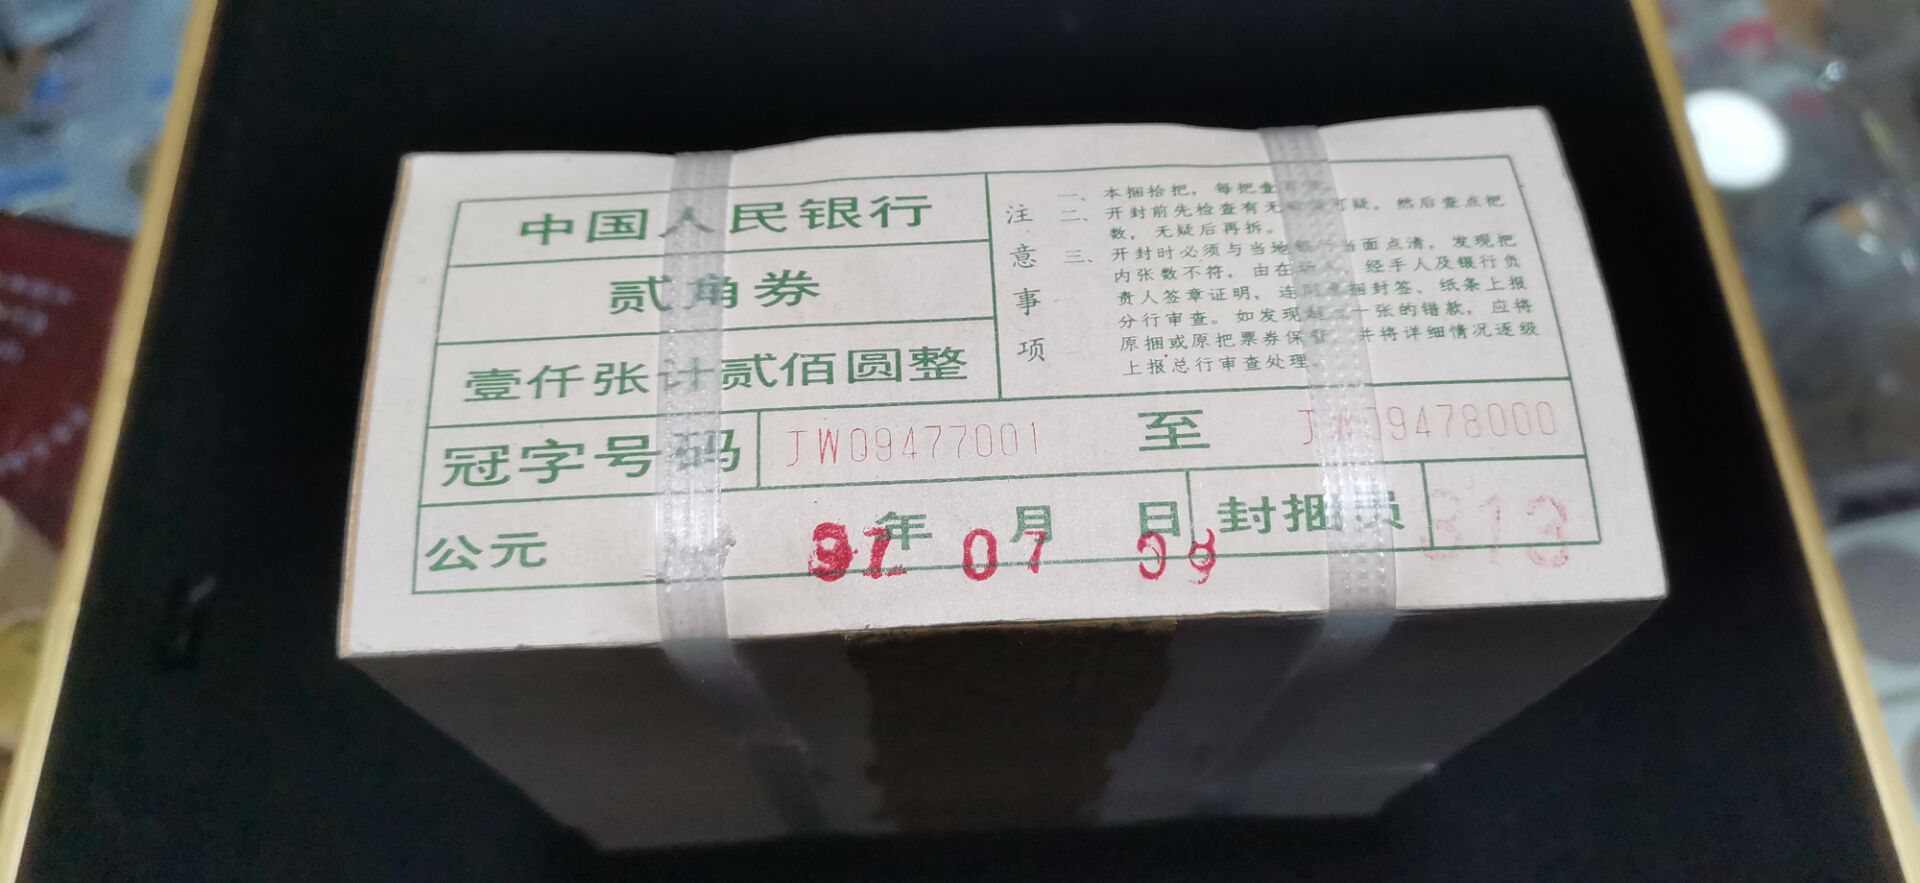 中国人民银行
贰角券
壹仟张计贰佰圆整
注意事项
一、本捆拾把，每把壹
二、开封前先检查有无 可疑，然后查点把
数，无疑后再拆。
三、开封时必须与当地银行当面点清，发现把
内张数不符，由在 经手人及银行负
责人签章证明，连同 捆封签、纸条上报
分行审查。如发现 一张的错款，应将
原捆或原把票券保 并将详细情况逐级
上报总行审查处理。
冠字号码 JW09477001 至 JW09478000
公元 年 月 日 封捆员 313
91 07 09